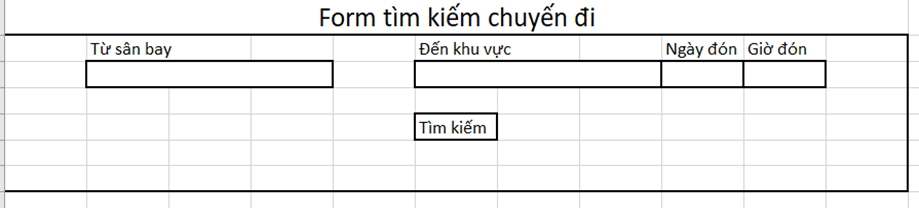 Form tìm kiếm chuyến đi
Từ sân bay Đến khu vực Ngày đón Giờ đón
Tìm kiếm